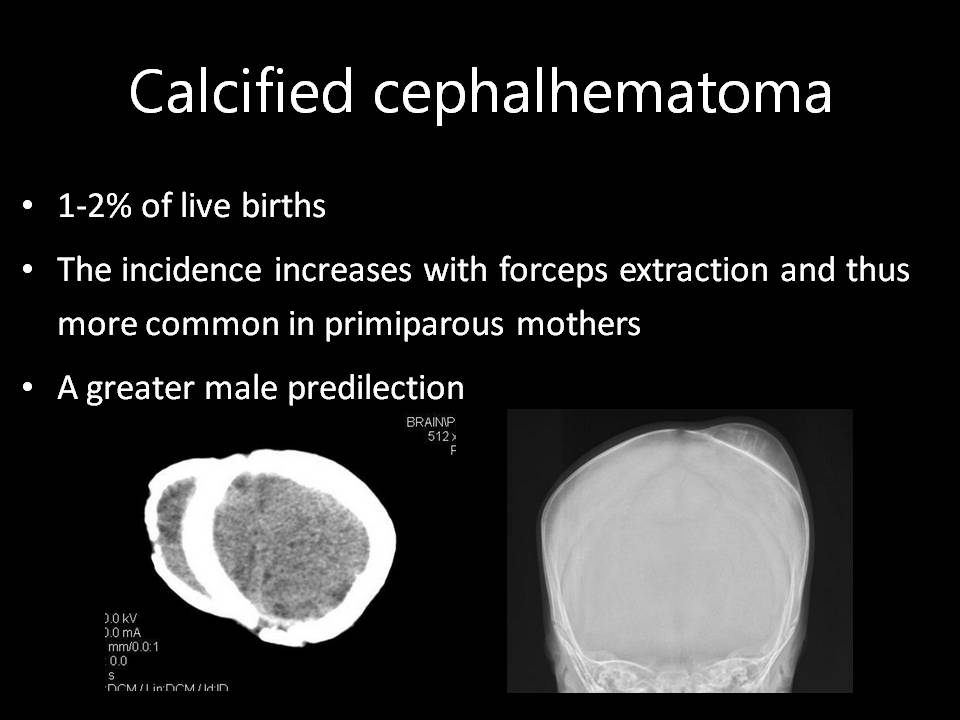 Calcified cephalhematoma
• 1-2% of live births
• The incidence increases with forceps extraction and thus
more common in primiparous mothers
• A greater male predilection
BRAIN\P
512 x
F
0.0 kV
0.0 mA
mm/0.0:1
: 0.0
s
:DCM / Lin:DCM / Id:ID